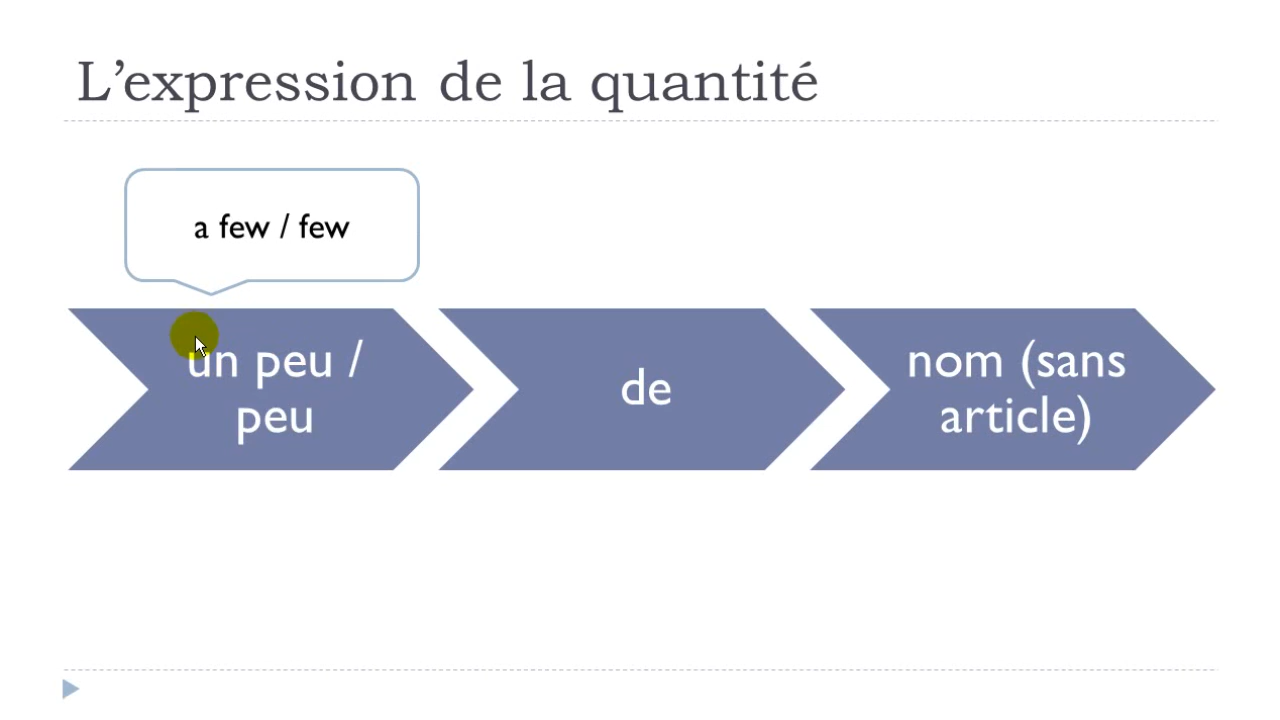 L’expression de la quantité
a few / few
un peu /
peu
de
nom (sans
article)